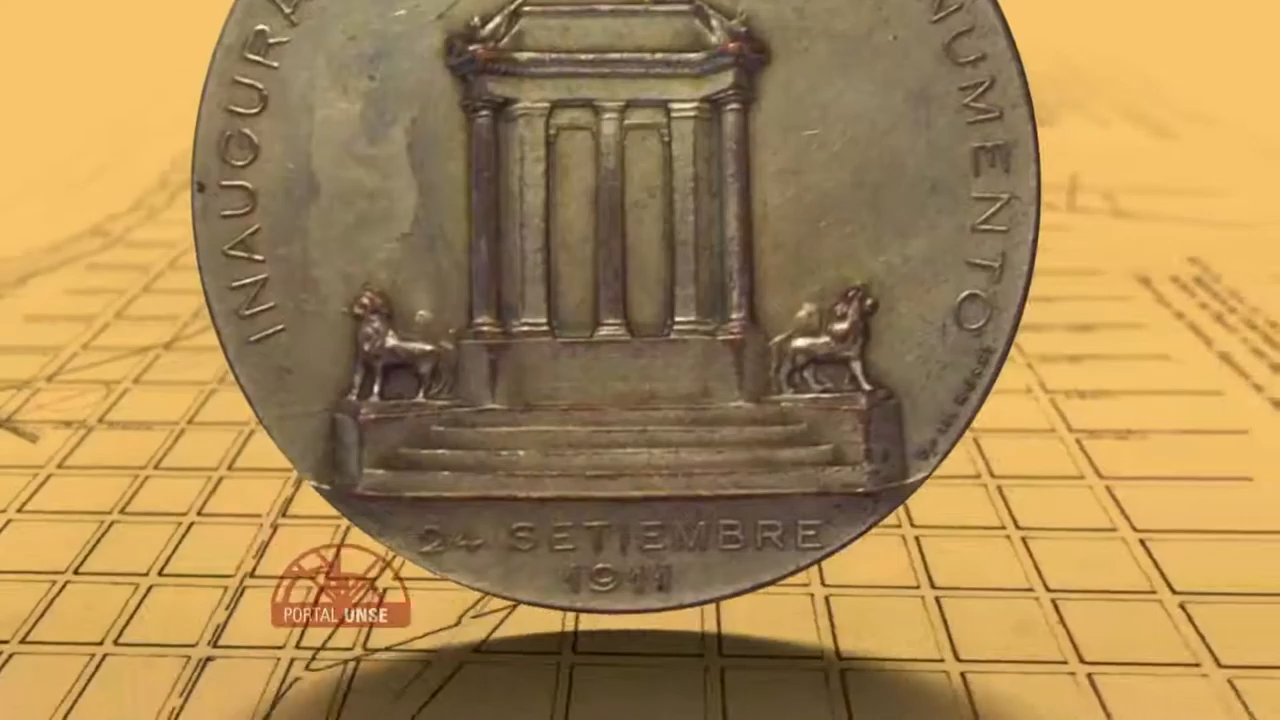 INAUGURA
NUMENTO
24 SETIEMBRE
1911
PORTAL UNSE